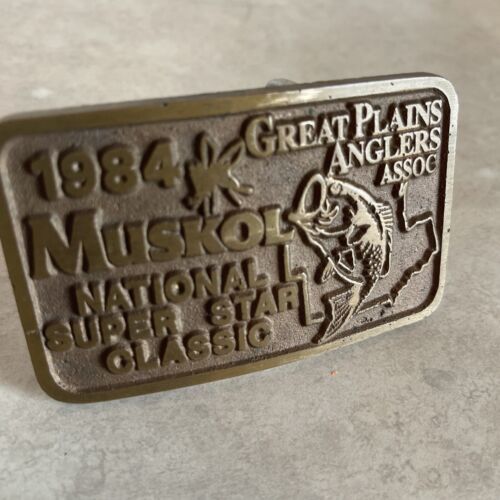 1984
MUSKOL
NATIONAL
SUPER STAR
CLASSIC
GREAT PLAINS
ANGLERS
ASSOC